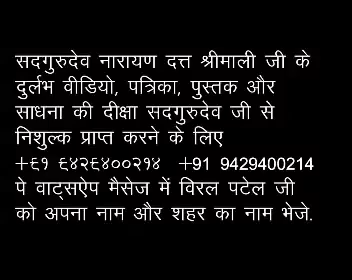 सदगुरुदेव नारायण दत्त श्रीमाली जी के
दुर्लभ वीडियो, पत्रिका, पुस्तक और
साधना की दीक्षा सदगुरुदेव जी से
निशुल्क प्राप्त करने के लिए
+९१ ९४२९४००२१४ +91 9429400214
पे वाट्सऐप मैसेज में विरल पटेल जी
को अपना नाम और शहर का नाम भेजे.